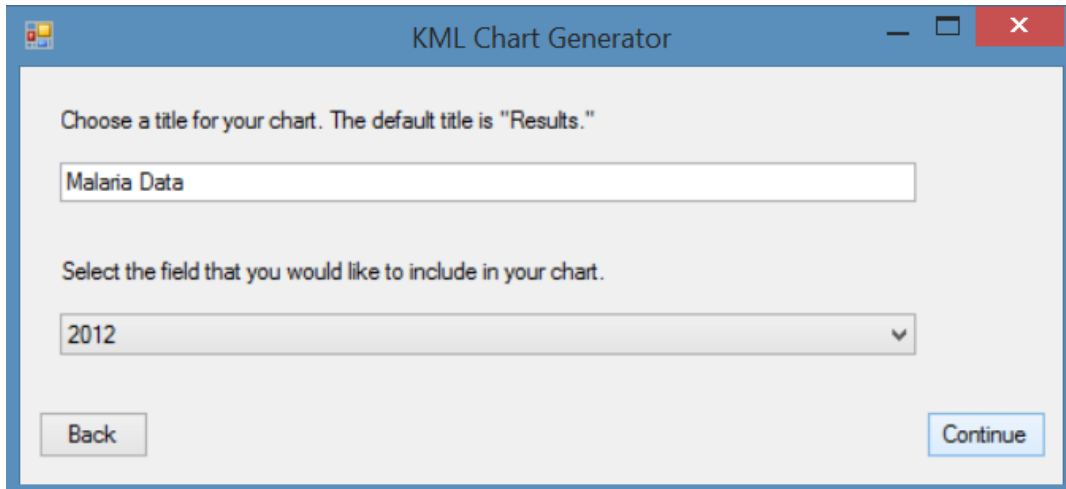 KML Chart Generator
Choose a title for your chart. The default title is "Results."
Malaria Data
Select the field that you would like to include in your chart.
2012
Back
Continue